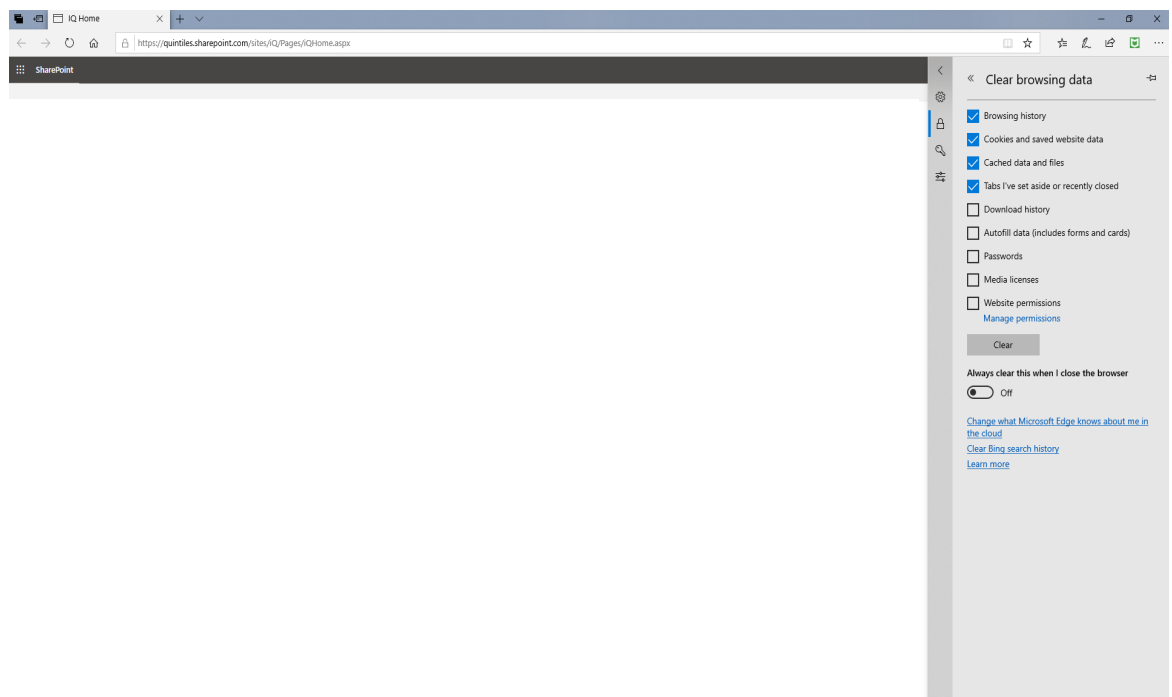 IQ Home
https://quintiles.sharepoint.com/sites/iQ/Pages/iQHome.aspx
SharePoint
Clear browsing data
Browsing history
Cookies and saved website data
Cached data and files
Tabs I've set aside or recently closed
Download history
Autofill data (includes forms and cards)
Passwords
Media licenses
Website permissions
Manage permissions
Clear
Always clear this when I close the browser
Off
Change what Microsoft Edge knows about me in
the cloud
Clear Bing search history
Learn more